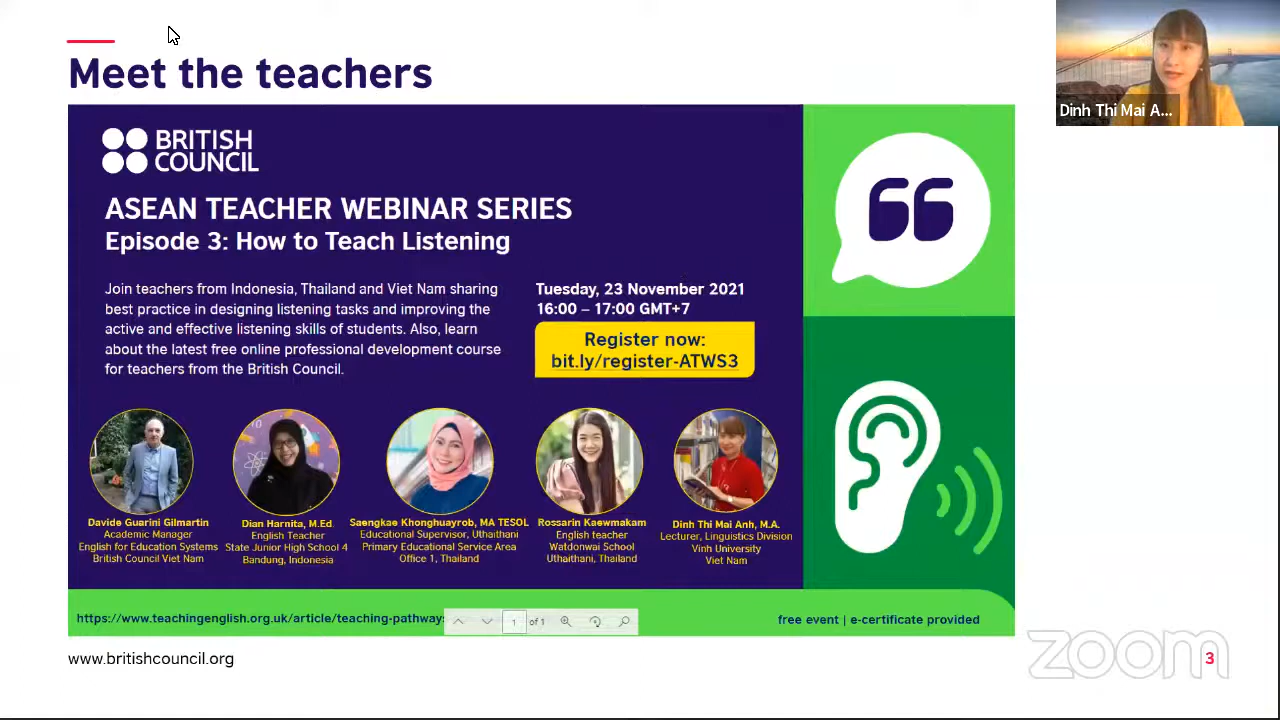 Meet the teachers
Dinh Thi Mai A...
BRITISH
COUNCIL
ASEAN TEACHER WEBINAR SERIES
Episode 3: How to Teach Listening
Join teachers from Indonesia, Thailand and Viet Nam sharing
best practice in designing listening tasks and improving the
active and effective listening skills of students. Also, learn
about the latest free online professional development course
for teachers from the British Council.
Tuesday, 23 November 2021
16:00 – 17:00 GMT+7
Register now:
bit.ly/register-ATWS3
Davide Guarini Gilmartin
Academic Manager
English for Education Systems
British Council Viet Nam
Dian Harnita, M.Ed
English Teacher
State Junior High School 4
Bandung, Indonesia
Saengkae Khonghuayrob, MA TESOL
Educational Supervisor, Uthaithani
Primary Educational Service Area
Office 1, Thailand
Rossarin Kaewmakam
English teacher
Watdonwai School
Uthaithani, Thailand
Dinh Thi Mai Anh, M.A.
Lecturer, Linguistics Division
Vinh University
Viet Nam
https://www.teachingenglish.org.uk/article/teaching-pathways
1 of 1
free event | e-certificate provided
www.britishcouncil.org
zoom
3